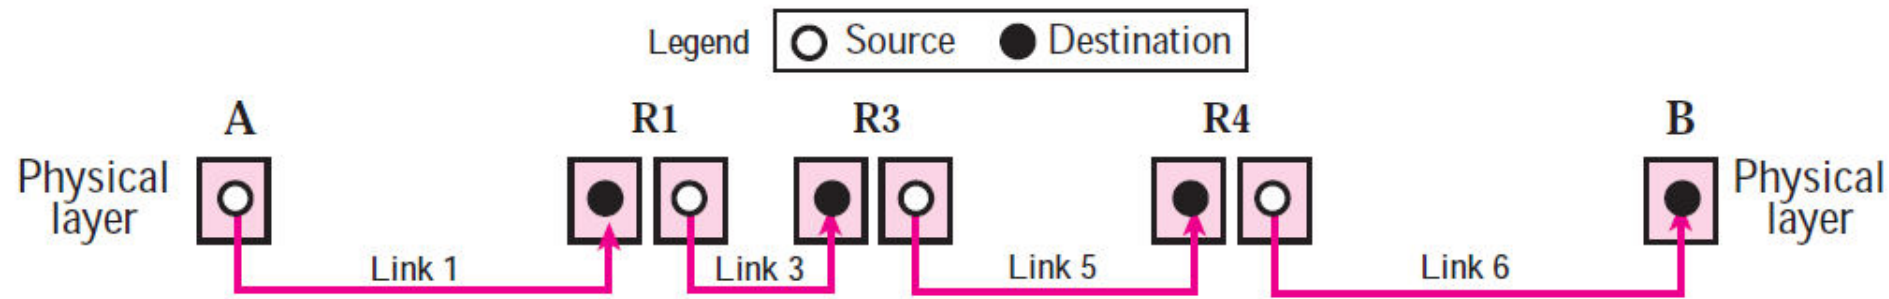 Legend Source Destination
A R1 R3 R4 B
Physical
layer
Physical
layer
Link 1 Link 3 Link 5 Link 6